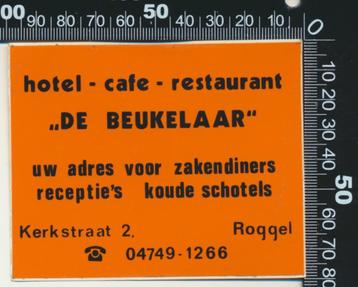 00 90 80 70 60 50 40 30 20 10 0
hotel - cafe - restaurant
„DE BEUKELAAR“
uw adres voor zakendiners
receptie's koude schotels
Kerkstraat 2, Roggel
☎ 04749-1266
10
20
30
40
50
60
70
80